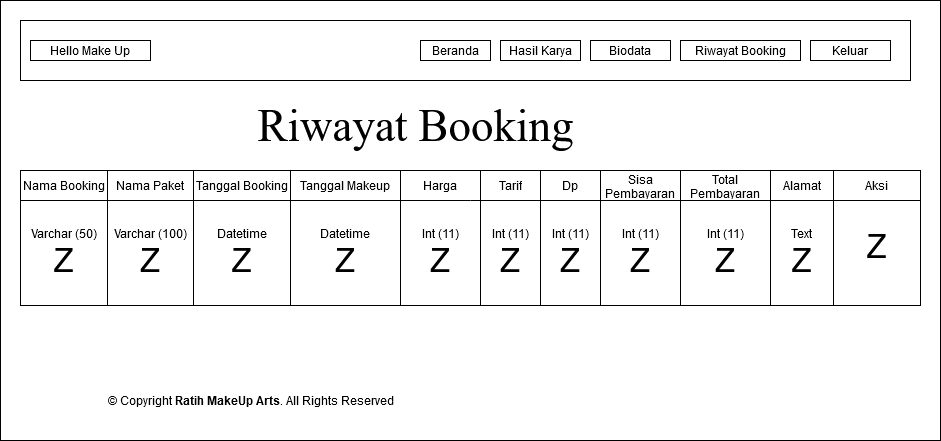 Hello Make Up Beranda Hasil Karya Biodata Riwayat Booking Keluar
Riwayat Booking
Nama Booking Nama Paket Tanggal Booking Tanggal Makeup Harga Tarif Dp Sisa Pembayaran Total Pembayaran Alamat Aksi
Varchar (50) Varchar (100) Datetime Datetime Int (11) Int (11) Int (11) Int (11) Int (11) Text
Z Z Z Z Z Z Z Z Z Z Z
© Copyright Ratih MakeUp Arts. All Rights Reserved